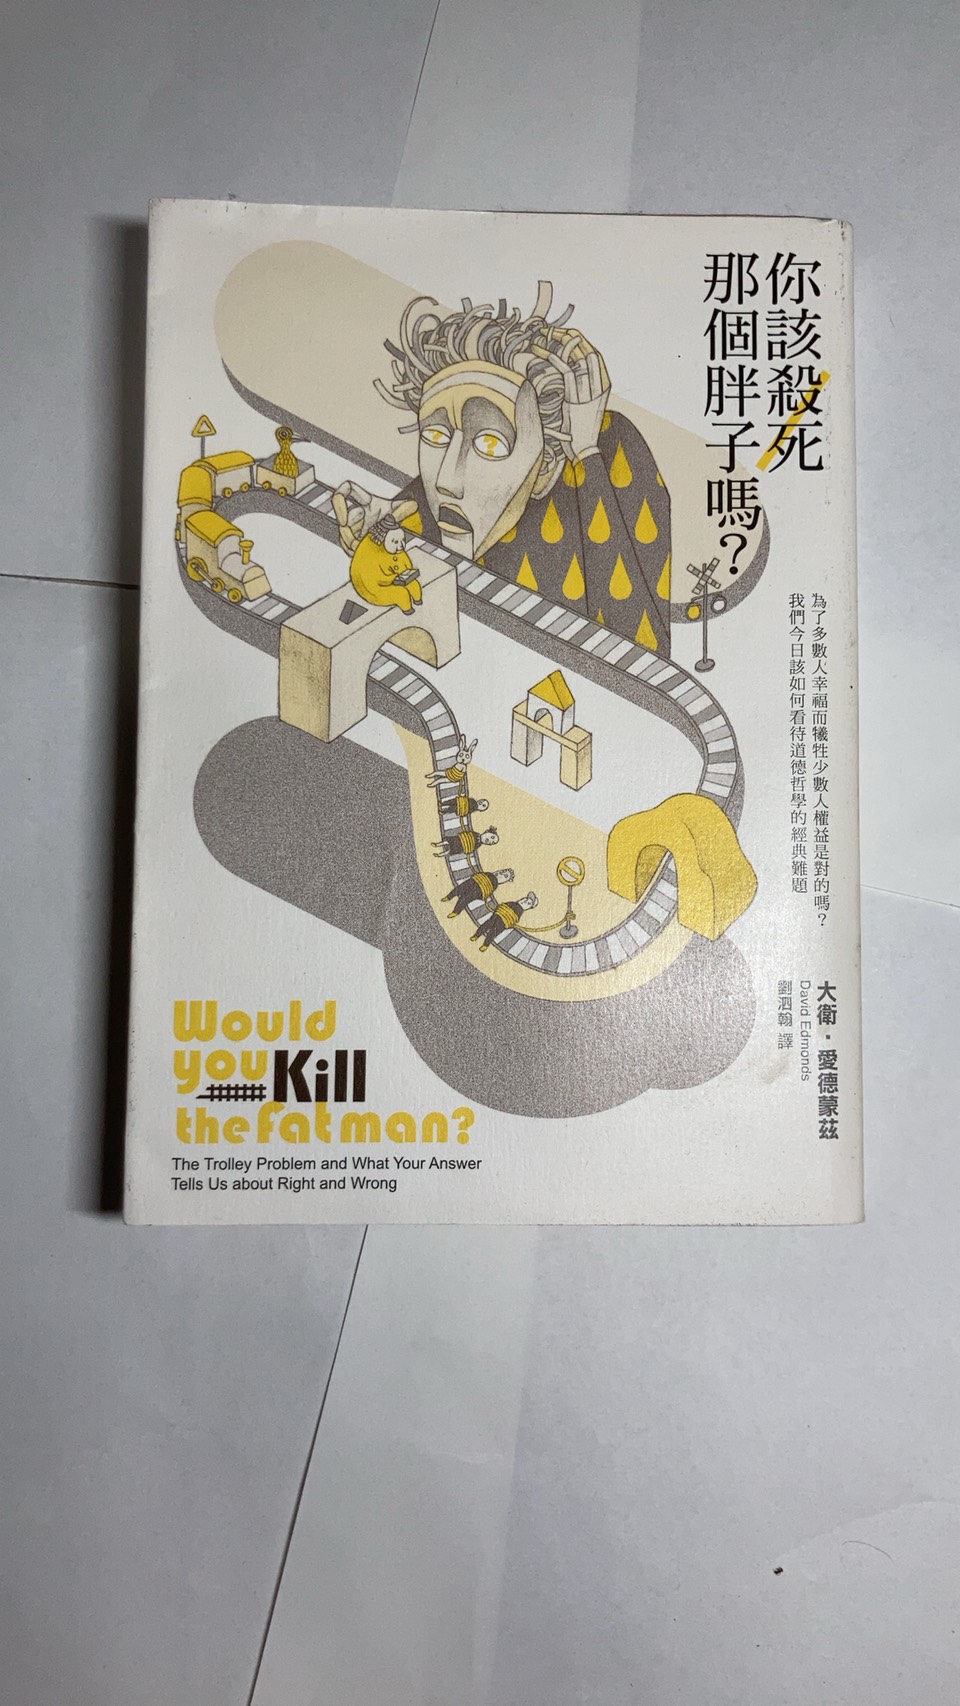 你該殺死
那個胖子嗎？
為了多數人幸福而犧牲少數人權益是對的嗎？
我們今日該如何看待道德哲學的經典難題
大衛．愛德蒙茲
David Edmonds
劉泗翰 譯
Would
you Kill
the fat man?
The Trolley Problem and What Your Answer
Tells Us about Right and Wrong